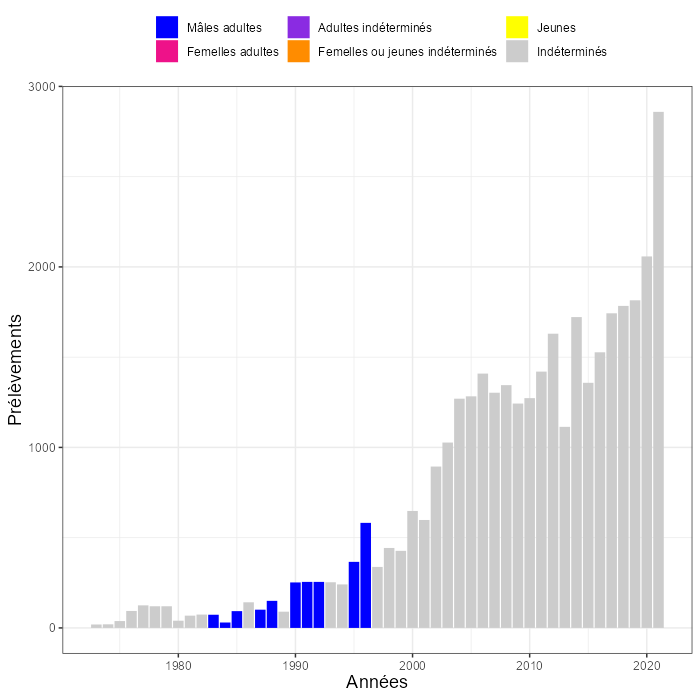 Mâles adultes
Adultes indéterminés
Jeunes
Femelles adultes
Femelles ou jeunes indéterminés
Indéterminés
3000
2000
1000
0
Prélèvements
1980
1990
2000
2010
2020
Années